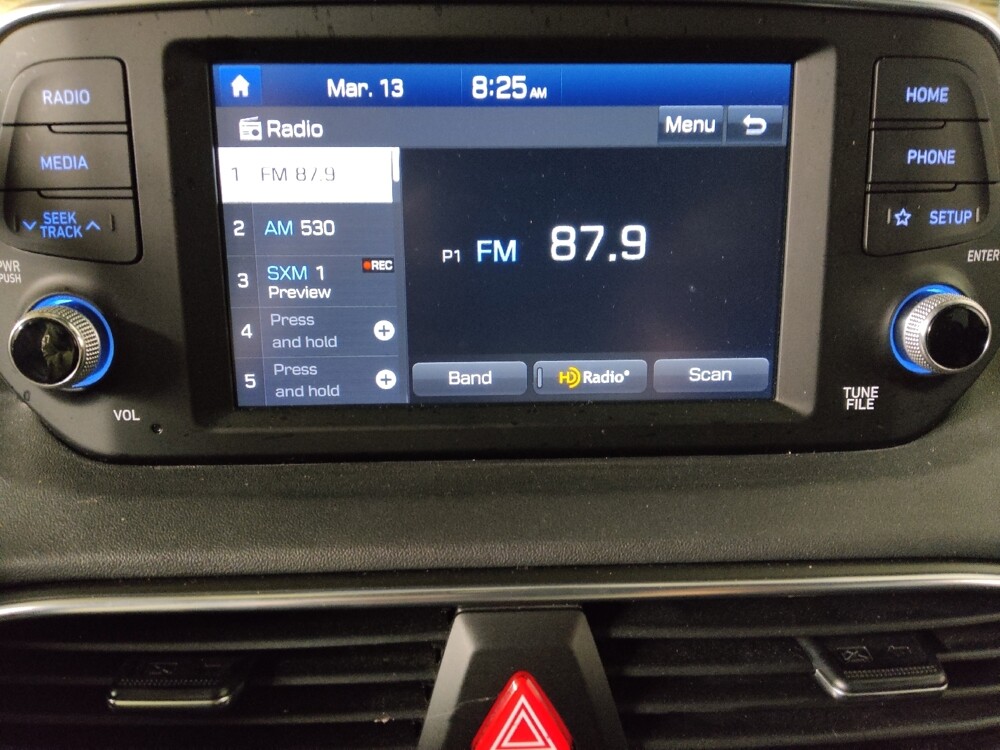 Mar. 13 8:25 AM
RADIO
MEDIA
SEEK
TRACK
PWR
PUSH
VOL
Radio Menu
1 FM 87.9
2 AM 530
3 SXM 1 REC
Preview
4 Press
and hold
5 Press
and hold
P1 FM 87.9
Band HD Radio® Scan
HOME
PHONE
SETUP
ENTER
TUNE
FILE